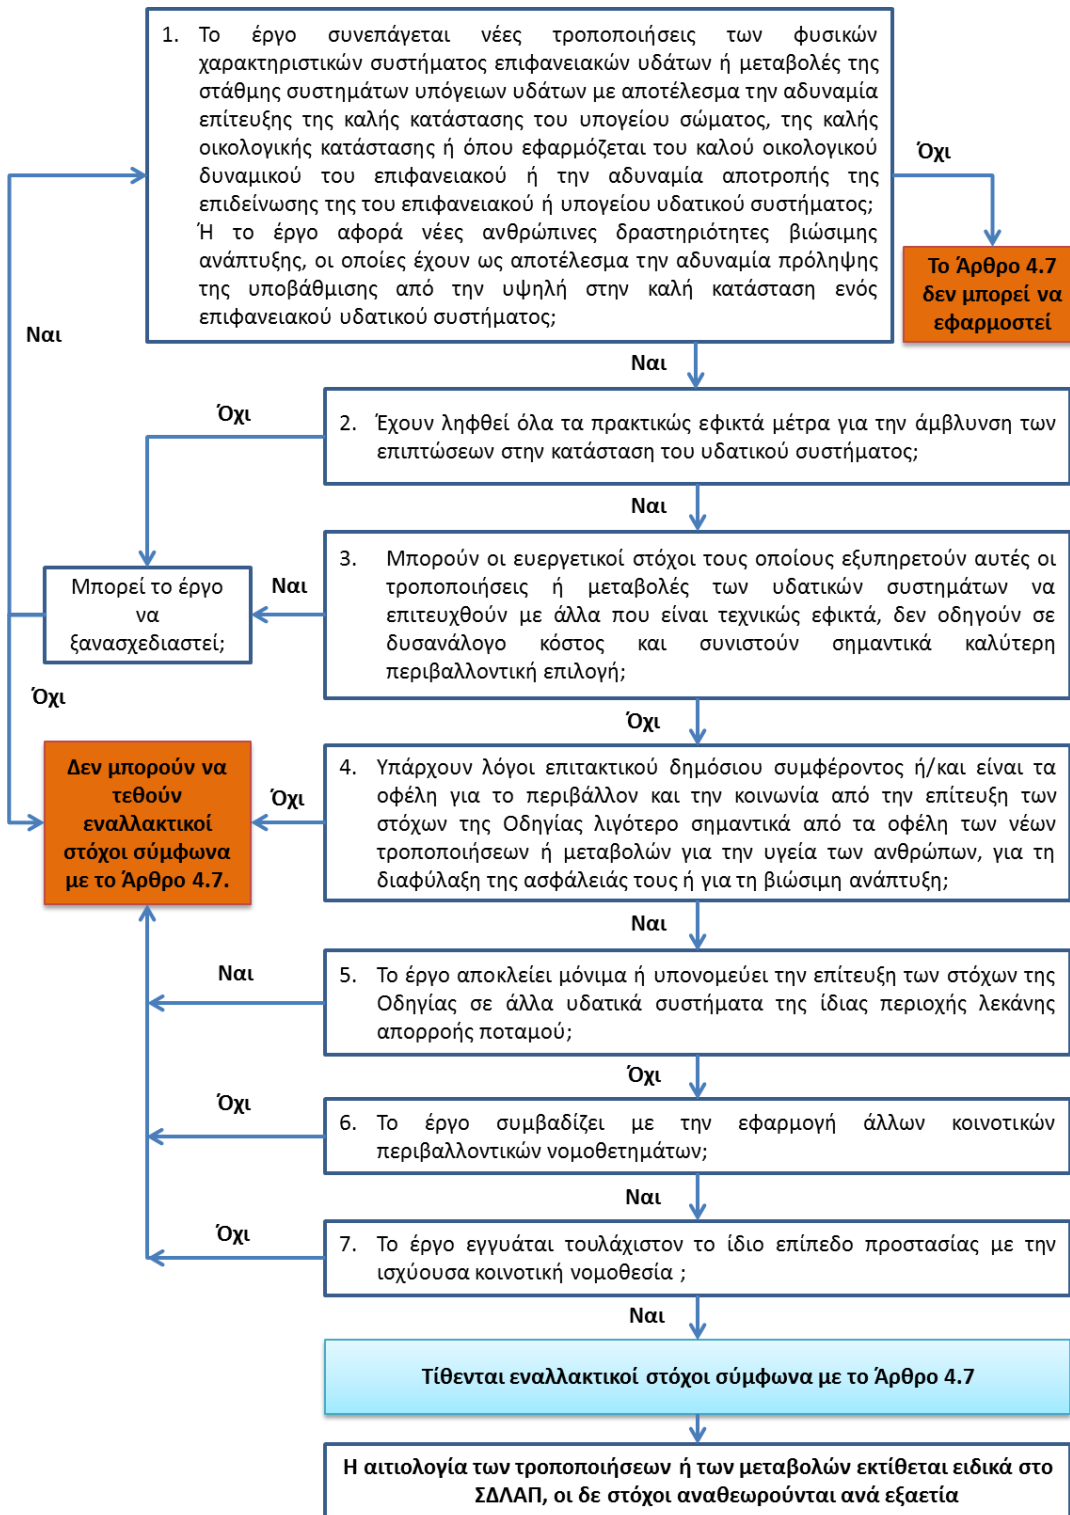 1. Το έργο συνεπάγεται νέες τροποποιήσεις των φυσικών
χαρακτηριστικών συστήματος επιφανειακών υδάτων ή μεταβολές της
στάθμης συστημάτων υπόγειων υδάτων με αποτέλεσμα την αδυναμία
επίτευξης της καλής κατάστασης του υπογείου σώματος, της καλής
οικολογικής κατάστασης ή όπου εφαρμόζεται του καλού οικολογικού
δυναμικού του επιφανειακού ή την αδυναμία αποτροπής της
επιδείνωσης της του επιφανειακού ή υπογείου υδατικού συστήματος;
Ή το έργο αφορά νέες ανθρώπινες δραστηριότητες βιώσιμης
ανάπτυξης, οι οποίες έχουν ως αποτέλεσμα την αδυναμία πρόληψης
της υποβάθμισης από την υψηλή στην καλή κατάσταση ενός
επιφανειακού υδατικού συστήματος;
Όχι
Το Άρθρο 4.7
δεν μπορεί να
εφαρμοστεί
Ναι
Ναι
2. Έχουν ληφθεί όλα τα πρακτικώς εφικτά μέτρα για την άμβλυνση των
επιπτώσεων στην κατάσταση του υδατικού συστήματος;
Όχι
Ναι
3. Μπορούν οι ευεργετικοί στόχοι τους οποίους εξυπηρετούν αυτές οι
τροποποιήσεις ή μεταβολές των υδατικών συστημάτων να
επιτευχθούν με άλλα που είναι τεχνικώς εφικτά, δεν οδηγούν σε
δυσανάλογο κόστος και συνιστούν σημαντικά καλύτερη
περιβαλλοντική επιλογή;
Ναι
Μπορεί το έργο
να
ξανασχεδιαστεί;
Όχι
Όχι
4. Υπάρχουν λόγοι επιτακτικού δημόσιου συμφέροντος ή/και είναι τα
οφέλη για το περιβάλλον και την κοινωνία από την επίτευξη των
στόχων της Οδηγίας λιγότερο σημαντικά από τα οφέλη των νέων
τροποποιήσεων ή μεταβολών για την υγεία των ανθρώπων, για τη
διαφύλαξη της ασφάλειάς τους ή για τη βιώσιμη ανάπτυξη;
Όχι
Δεν μπορούν να
τεθούν
εναλλακτικοί
στόχοι σύμφωνα
με το Άρθρο 4.7.
Ναι
5. Το έργο αποκλείει μόνιμα ή υπονομεύει την επίτευξη των στόχων της
Οδηγίας σε άλλα υδατικά συστήματα της ίδιας περιοχής λεκάνης
απορροής ποταμού;
Ναι
Όχι
6. Το έργο συμβαδίζει με την εφαρμογή άλλων κοινοτικών
περιβαλλοντικών νομοθετημάτων;
Όχι
Ναι
7. Το έργο εγγυάται τουλάχιστον το ίδιο επίπεδο προστασίας με την
ισχύουσα κοινοτική νομοθεσία ;
Όχι
Ναι
Τίθενται εναλλακτικοί στόχοι σύμφωνα με το Άρθρο 4.7
Η αιτιολογία των τροποποιήσεων ή των μεταβολών εκτίθεται ειδικά στο
ΣΔΛΑΠ, οι δε στόχοι αναθεωρούνται ανά εξαετία